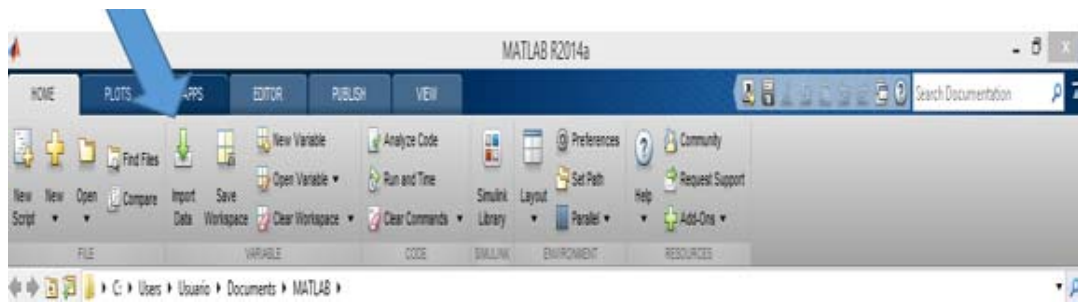 MATLAB R2014a
HOME PLOTS APPS EDITOR PUBLISH VIEW Search Documentation
New Script
New
Open
Find Files
Compare
Import Data
Save Workspace
New Variable
Open Variable
Clear Workspace
Analyze Code
Run and Time
Clear Commands
Simulink Library
Layout
Preferences
Set Path
Parallel
Help
Community
Request Support
Add-Ons
FILE VARIABLE CODE SIMULINK ENVIRONMENT RESOURCES
C: Users Usuario Documents MATLAB